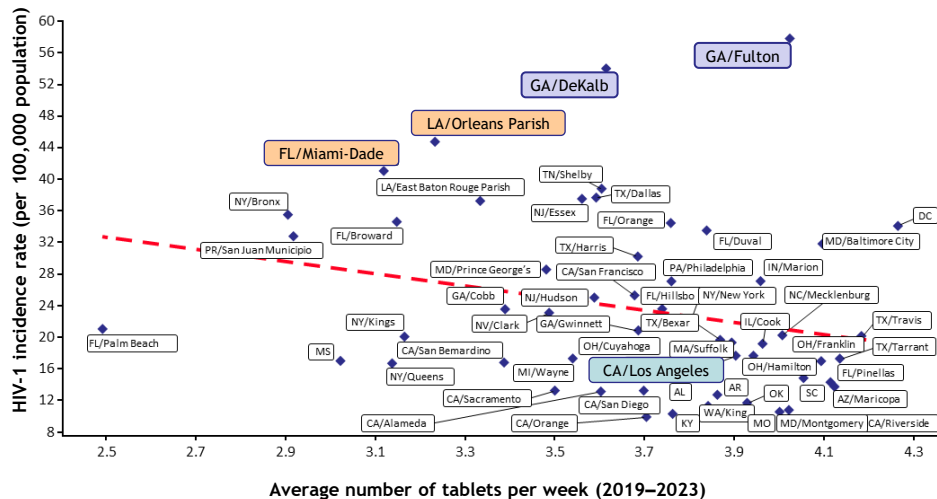 HIV-1 incidence rate (per 100,000 population)
60
56
52
48
44
40
36
32
28
24
20
16
12
8
GA/Fulton
GA/DeKalb
LA/Orleans Parish
FL/Miami-Dade
TN/Shelby
LA/East Baton Rouge Parish
TX/Dallas
NY/Bronx
NJ/Essex
DC
FL/Orange
FL/Broward
FL/Duval
MD/Baltimore City
PR/San Juan Municipio
TX/Harris
MD/Prince George's
CA/San Francisco
PA/Philadelphia
IN/Marion
GA/Cobb
NJ/Hudson
FL/Hillsbo
NY/New York
NC/Mecklenburg
NY/Kings
NV/Clark
GA/Gwinnett
TX/Bexar
IL/Cook
TX/Travis
FL/Palm Beach
MS
CA/San Bernardino
OH/Cuyahoga
MA/Suffolk
OH/Franklin
TX/Tarrant
NY/Queens
MI/Wayne
CA/Los Angeles
OH/Hamilton
FL/Pinellas
CA/Sacramento
CA/San Diego
AL
AR
OK
SC
AZ/Maricopa
CA/Alameda
CA/Orange
KY
WA/King
MO
MD/Montgomery
CA/Riverside
2.5
2.7
2.9
3.1
3.3
3.5
3.7
3.9
4.1
4.3
Average number of tablets per week (2019–2023)